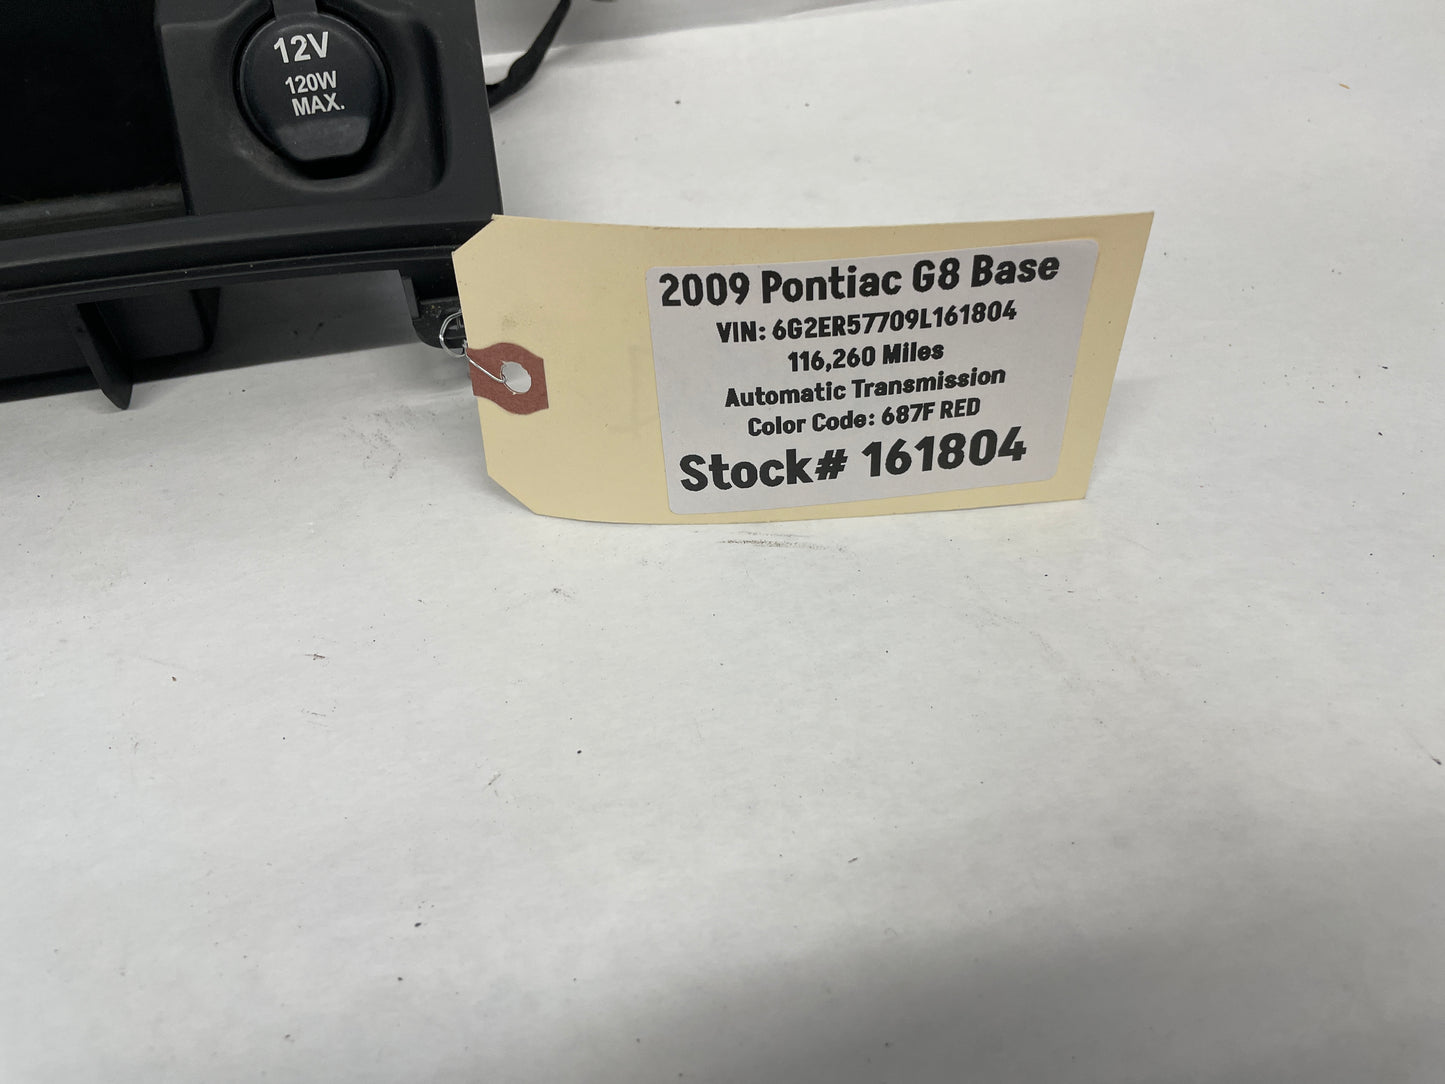 12V
120W
MAX.
2009 Pontiac G8 Base
VIN: 6G2ER57709L161804
116,260 Miles
Automatic Transmission
Color Code: 687F RED
Stock# 161804